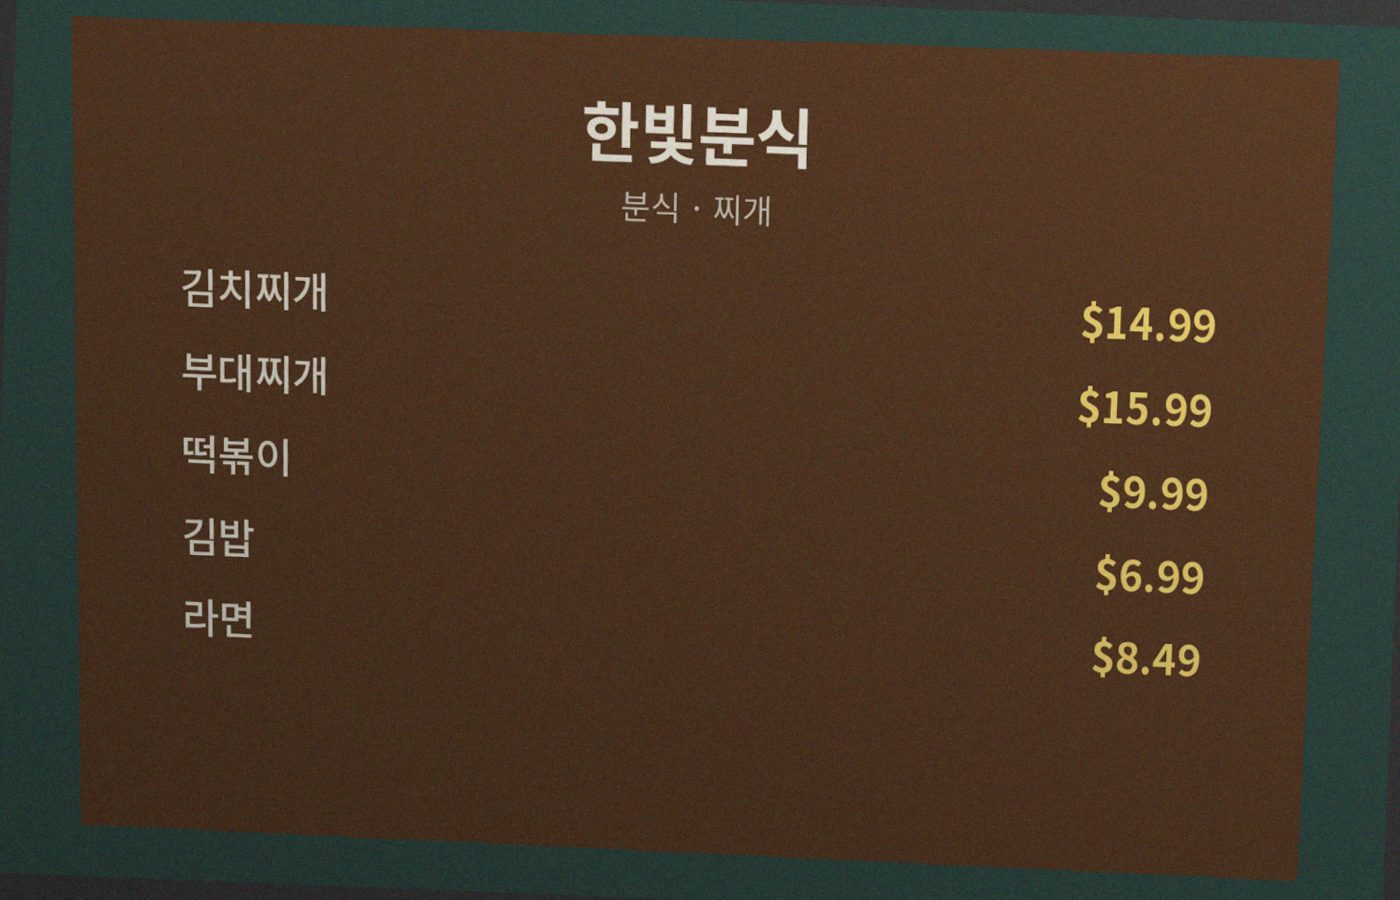 한빛분식
분식 · 찌개
김치찌개 $14.99
부대찌개 $15.99
떡볶이 $9.99
김밥 $6.99
라면 $8.49